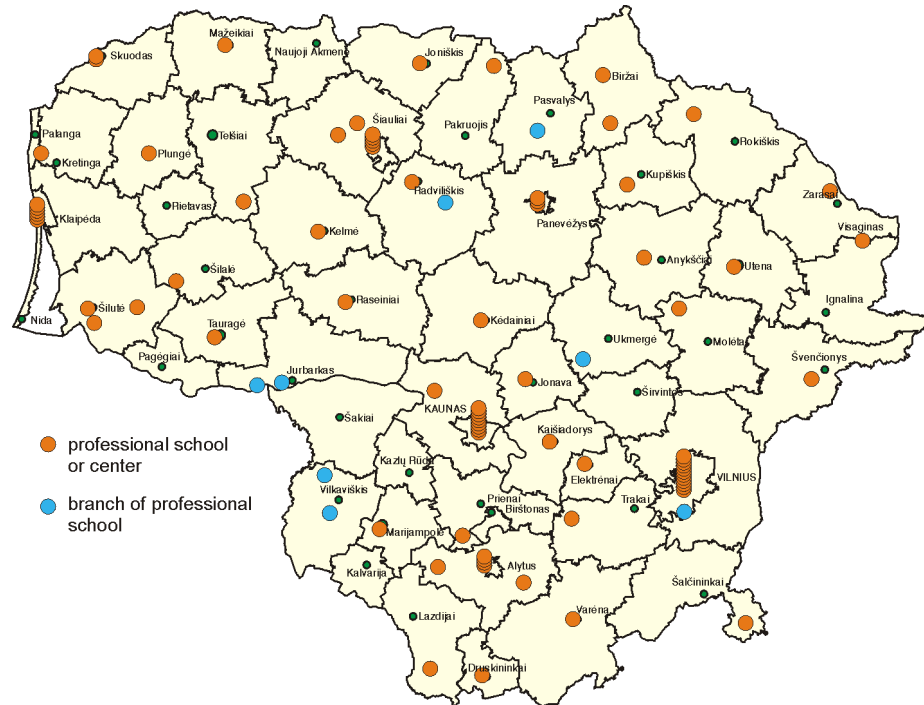 Mažeikiai
Naujoji Akmenė
Skuodas
Joniškis
Biržai
Pasvalys
Šiauliai
Palanga
Telšiai
Pakruojis
Rokiškis
Plungė
Kretinga
Kupiškis
Radviliškis
Zarasai
Rietavas
Klaipėda
Panevėžys
Visaginas
Kelmė
Anykščiai
Utena
Šilalė
Raseiniai
Ignalina
Šilutė
Nida
Kėdainiai
Tauragė
Ukmergė
Molėtai
Pagėgiai
Švenčionys
Jurbarkas
Jonava
KAUNAS
Širvintos
Šakiai
Kaišiadorys
professional school
or center
Kazlų Rūda
Elektrėnai
VILNIUS
Vilkaviškis
Prienai
Trakai
branch of professional
school
Birštonas
Marijampolė
Kalvarija
Alytus
Šalčininkai
Lazdijai
Varėna
Druskininkai